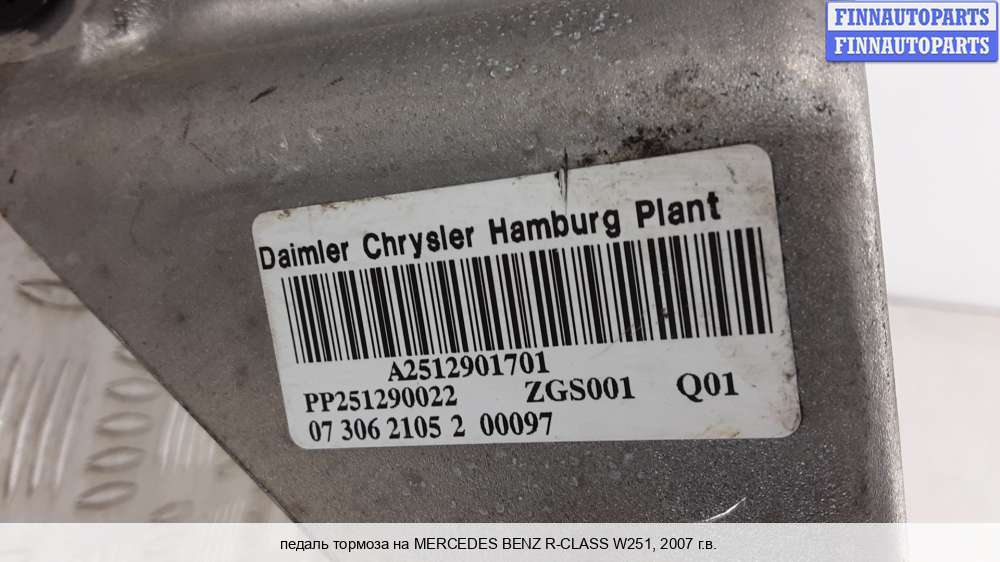 FINNAUTOPARTS
FINNAUTOPARTS
Daimler Chrysler Hamburg Plant
A2512901701
PP251290022 ZGS001 Q01
07 306 2105 2 00097
педаль тормоза на MERCEDES BENZ R-CLASS W251, 2007 г.в.